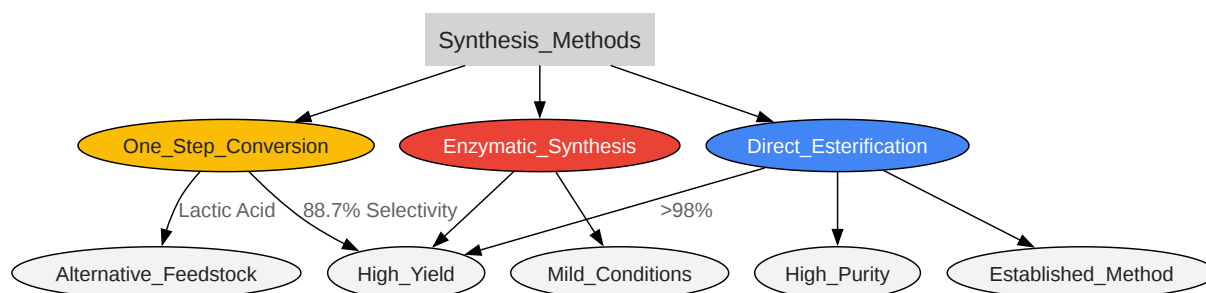 Synthesis_Methods
One_Step_Conversion
Enzymatic_Synthesis
Direct_Esterification
Lactic Acid
88.7% Selectivity
>98%
Alternative_Feedstock
High_Yield
Mild_Conditions
High_Purity
Established_Method